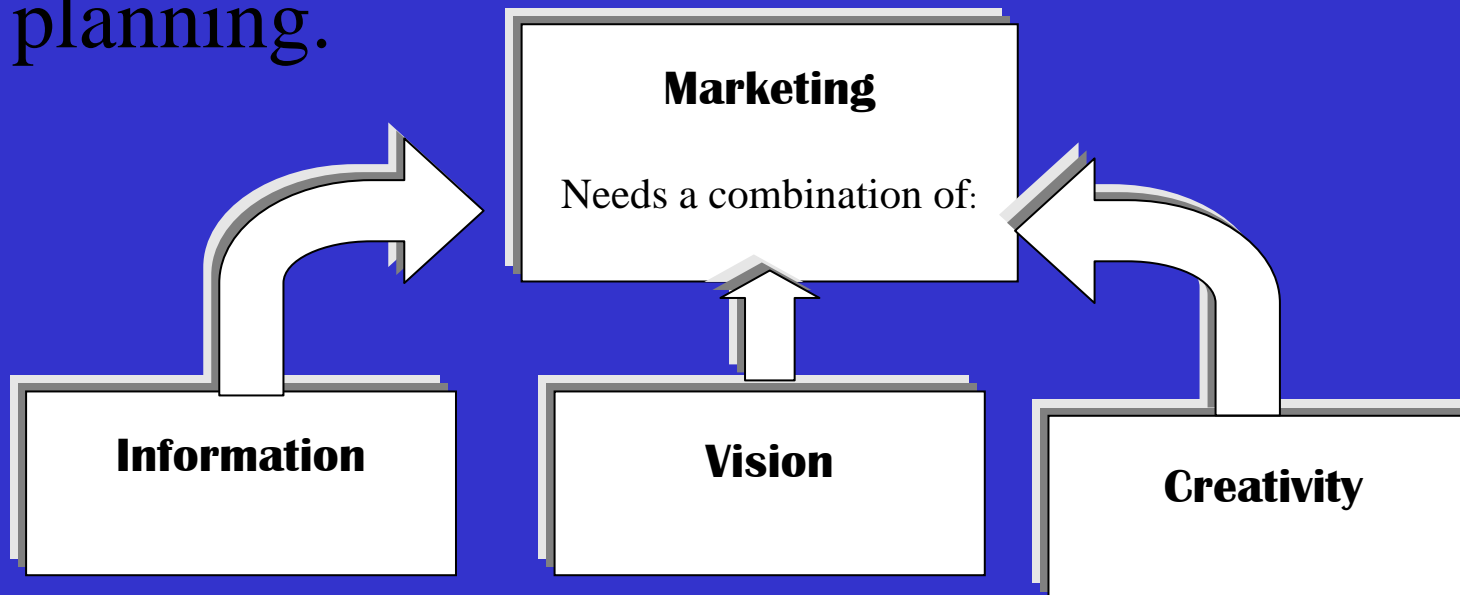 planning.
Marketing
Needs a combination of:
Information
Vision
Creativity